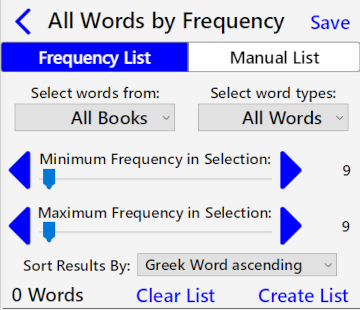 All Words by Frequency Save
Frequency List Manual List
Select words from: Select word types:
All Books All Words
Minimum Frequency in Selection:
9
Maximum Frequency in Selection:
9
Sort Results By: Greek Word ascending
0 Words Clear List Create List